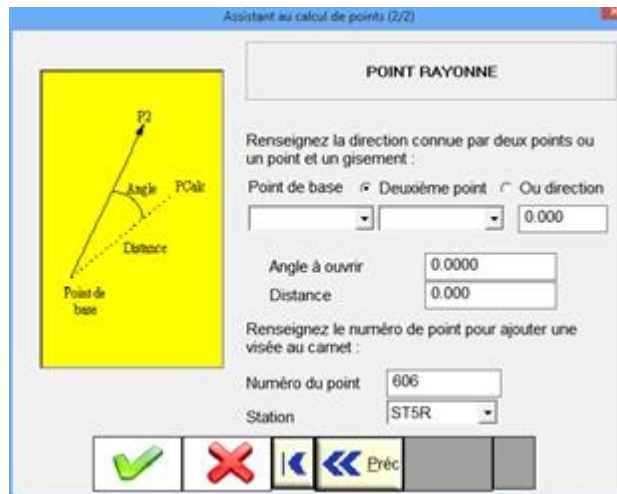 Assistant au calcul de points (2/2)
POINT RAYONNE
P2
Angle
PCalc
Distance
Point de
base
Renseignez la direction connue par deux points ou
un point et un gisement :
Point de base Deuxième point Ou direction
0.000
Angle à ouvrir 0.0000
Distance 0.000
Renseignez le numéro de point pour ajouter une
visée au carnet :
Numéro du point 606
Station ST5R
Préc